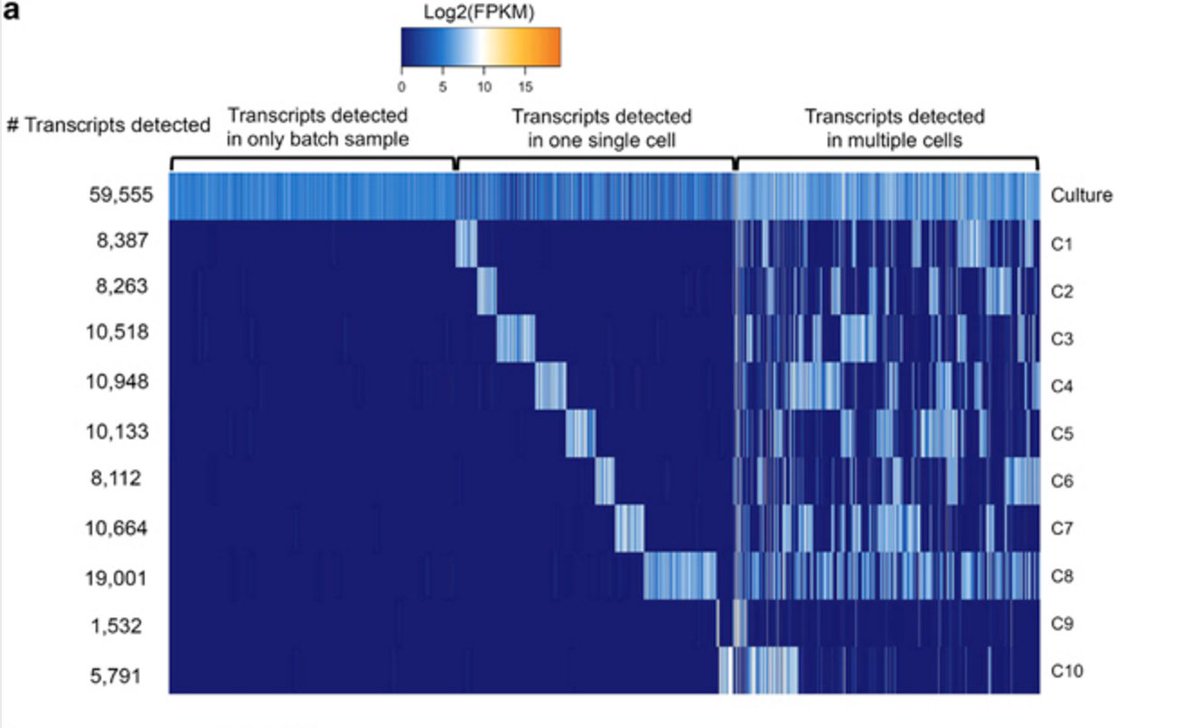 a
Log2(FPKM)
0 5 10 15
# Transcripts detected
Transcripts detected
in only batch sample
Transcripts detected
in one single cell
Transcripts detected
in multiple cells
59,555 Culture
8,387 C1
8,263 C2
10,518 C3
10,948 C4
10,133 C5
8,112 C6
10,664 C7
19,001 C8
1,532 C9
5,791 C10